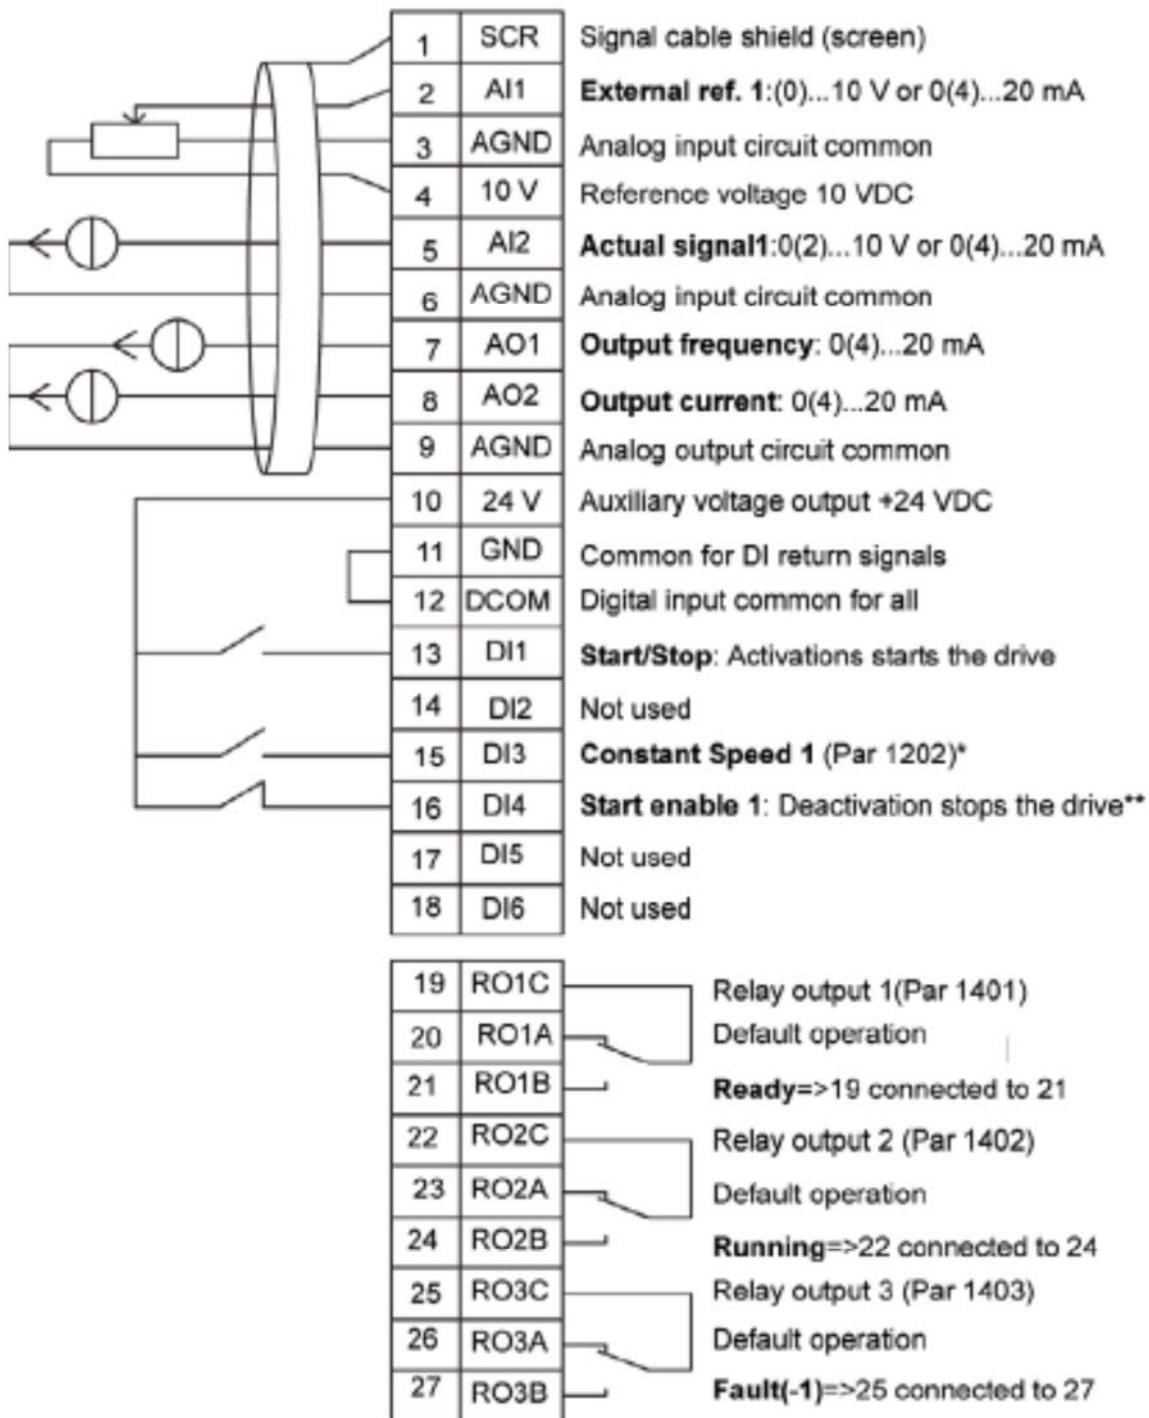 1 SCR Signal cable shield (screen)
2 AI1 External ref. 1:(0)...10 V or 0(4)...20 mA
3 AGND Analog input circuit common
4 10 V Reference voltage 10 VDC
5 AI2 Actual signal1:0(2)...10 V or 0(4)...20 mA
6 AGND Analog input circuit common
7 AO1 Output frequency: 0(4)...20 mA
8 AO2 Output current: 0(4)...20 mA
9 AGND Analog output circuit common
10 24 V Auxiliary voltage output +24 VDC
11 GND Common for DI return signals
12 DCOM Digital input common for all
13 DI1 Start/Stop: Activations starts the drive
14 DI2 Not used
15 DI3 Constant Speed 1 (Par 1202)*
16 DI4 Start enable 1: Deactivation stops the drive**
17 DI5 Not used
18 DI6 Not used
19 RO1C Relay output 1(Par 1401)
20 RO1A Default operation
21 RO1B Ready=>19 connected to 21
22 RO2C Relay output 2 (Par 1402)
23 RO2A Default operation
24 RO2B Running=>22 connected to 24
25 RO3C Relay output 3 (Par 1403)
26 RO3A Default operation
27 RO3B Fault(-1)=>25 connected to 27